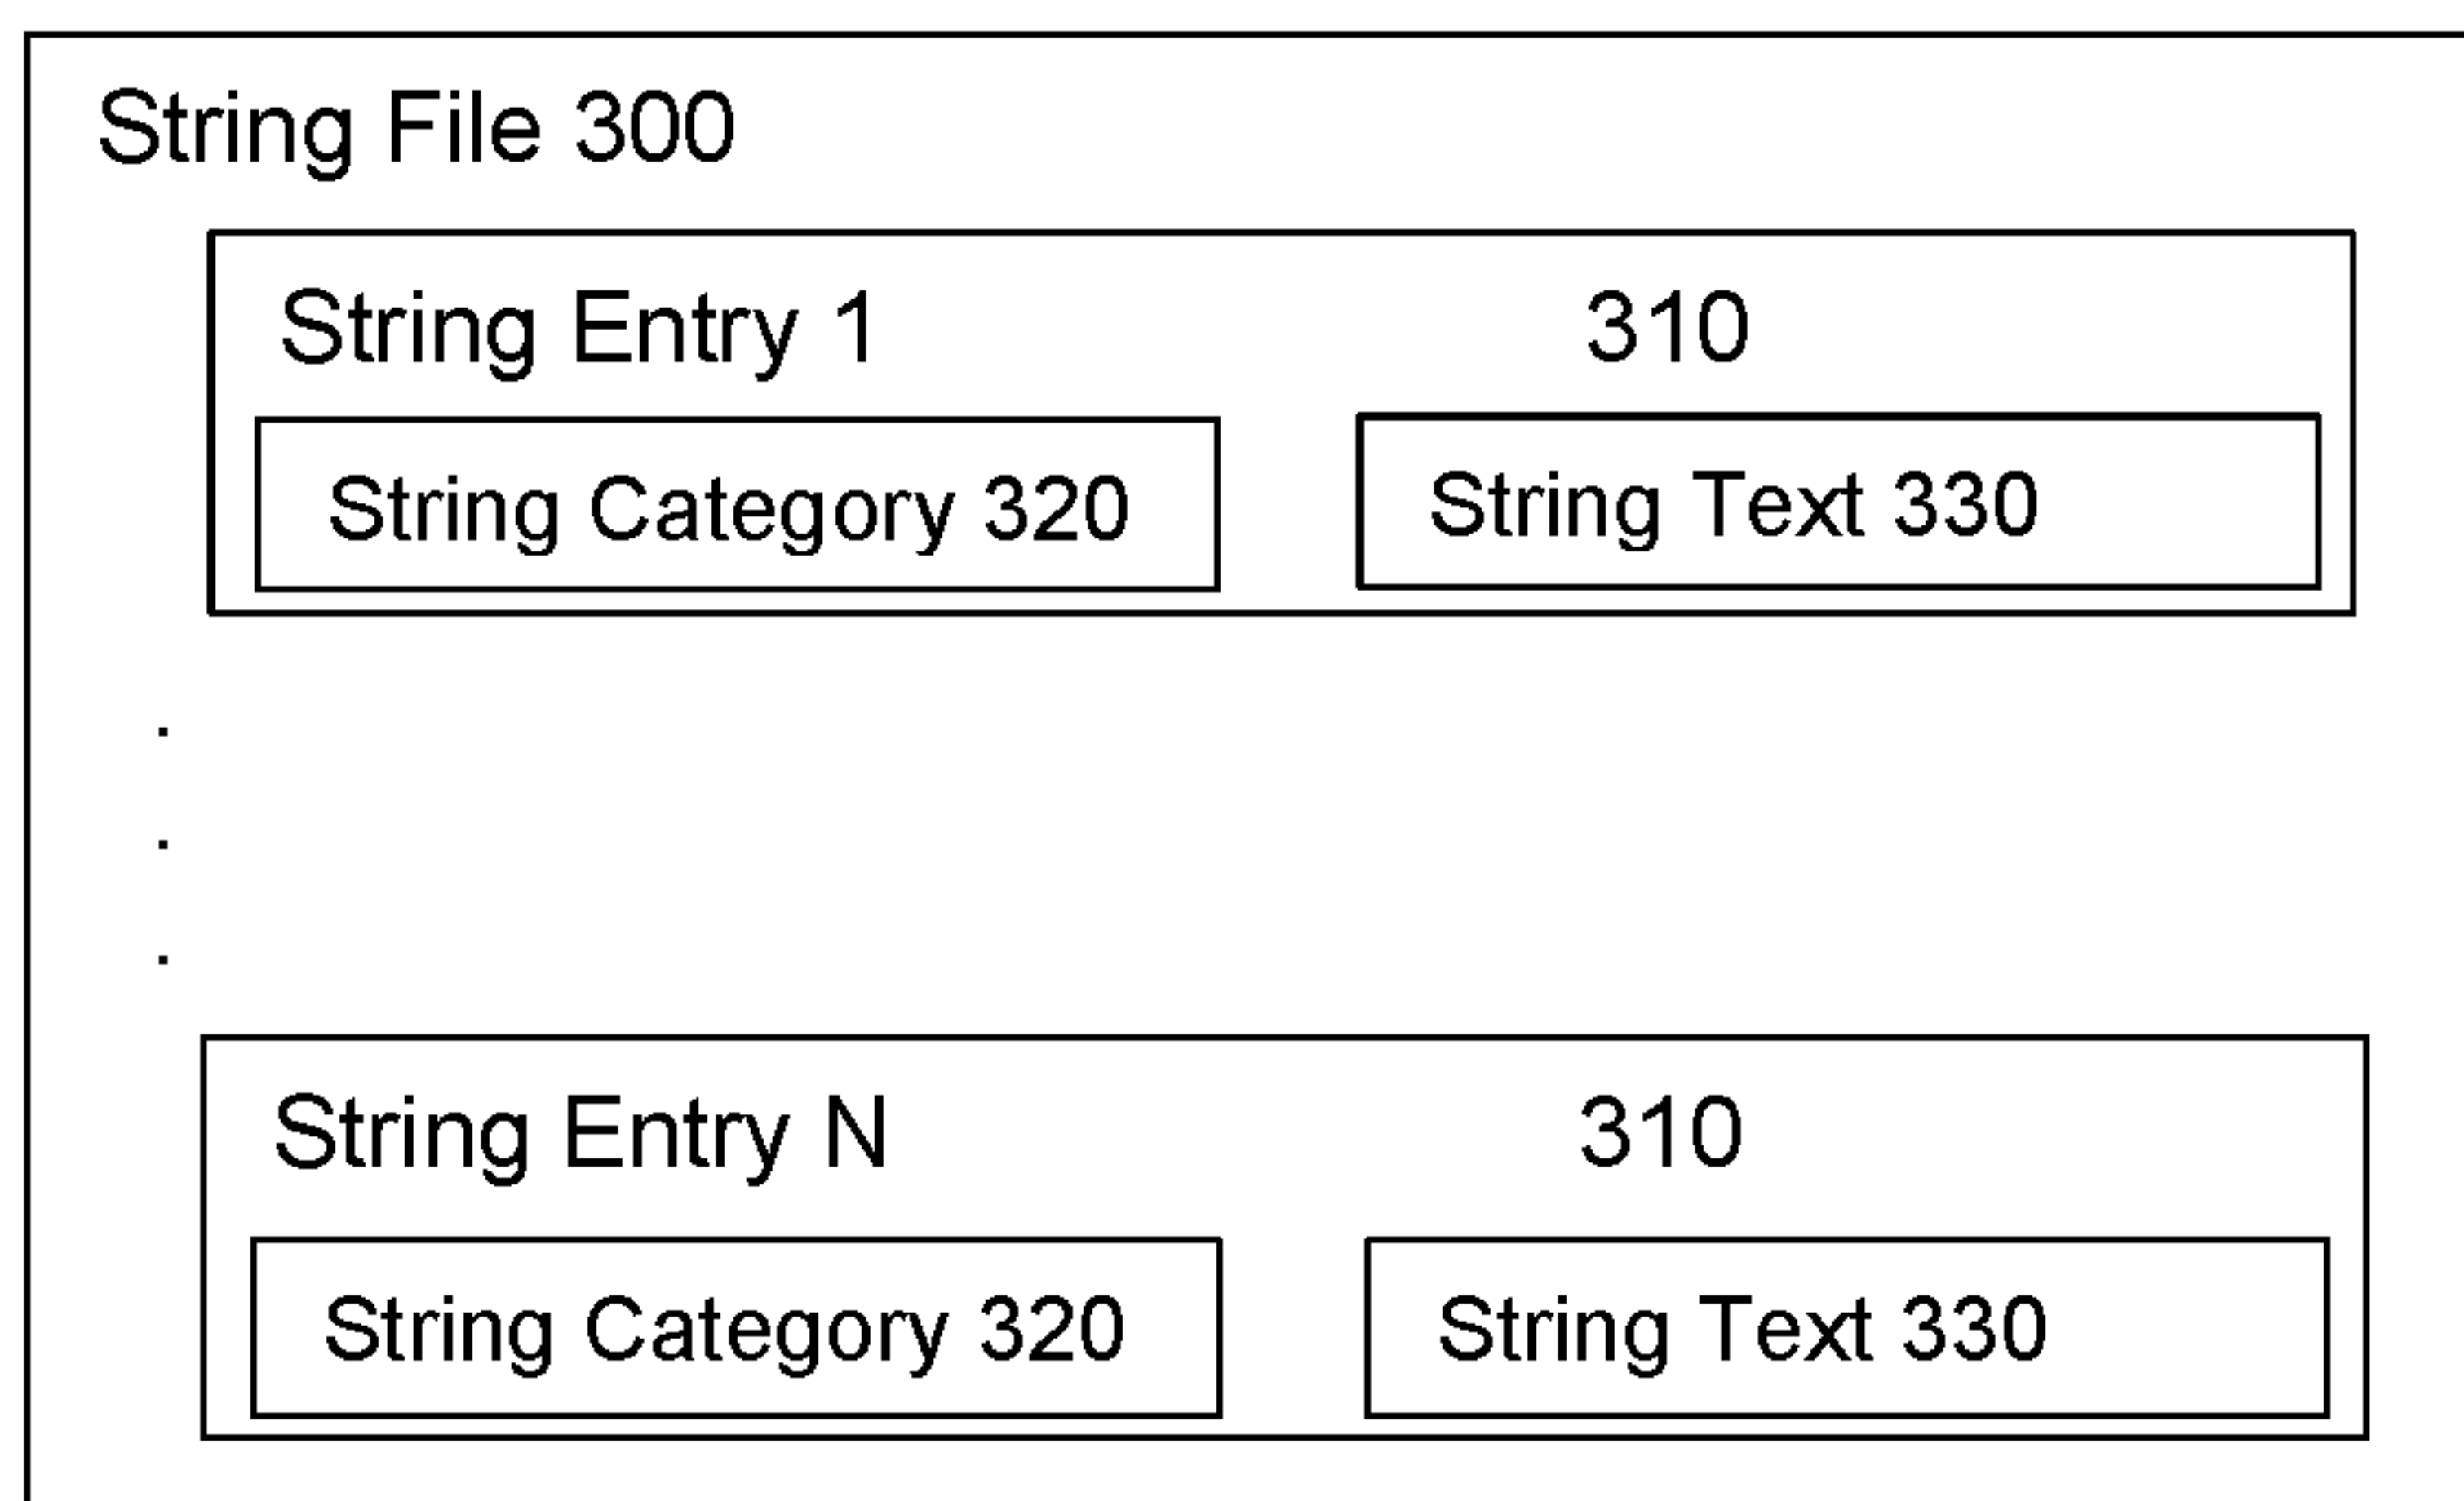 String File 300
String Entry 1 310
String Category 320 String Text 330
.
.
.
String Entry N 310
String Category 320 String Text 330